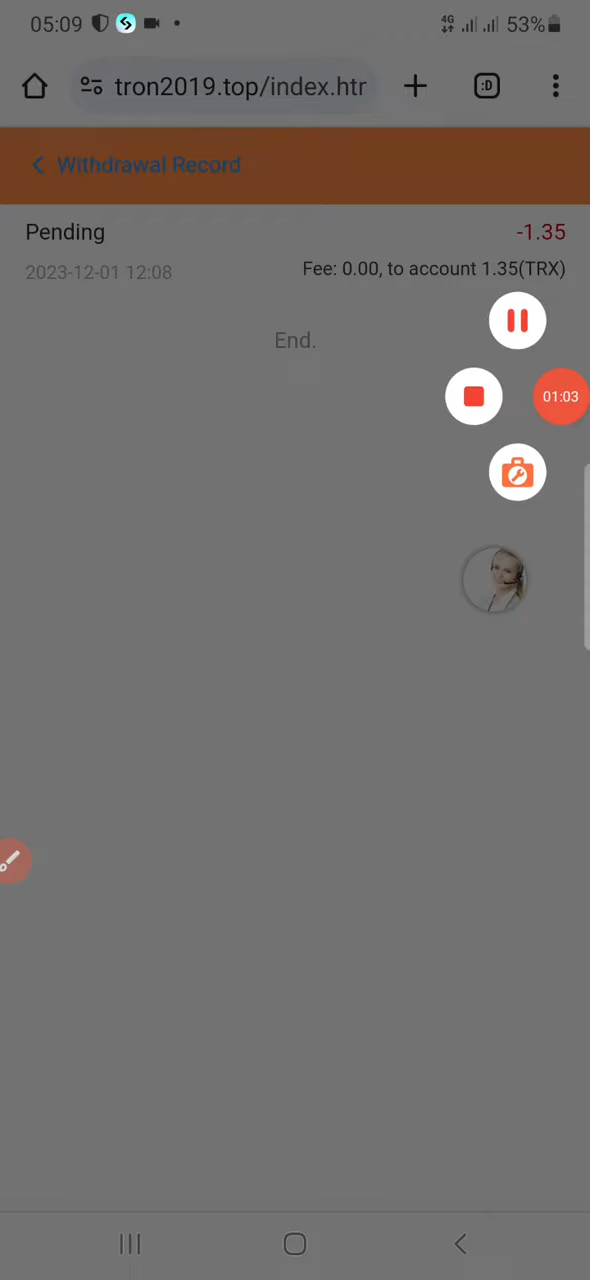 05:09 4G 53%
tron2019.top/index.htr :D
Withdrawal Record
Pending -1.35
2023-12-01 12:08 Fee: 0.00, to account 1.35(TRX)
End.
01:03